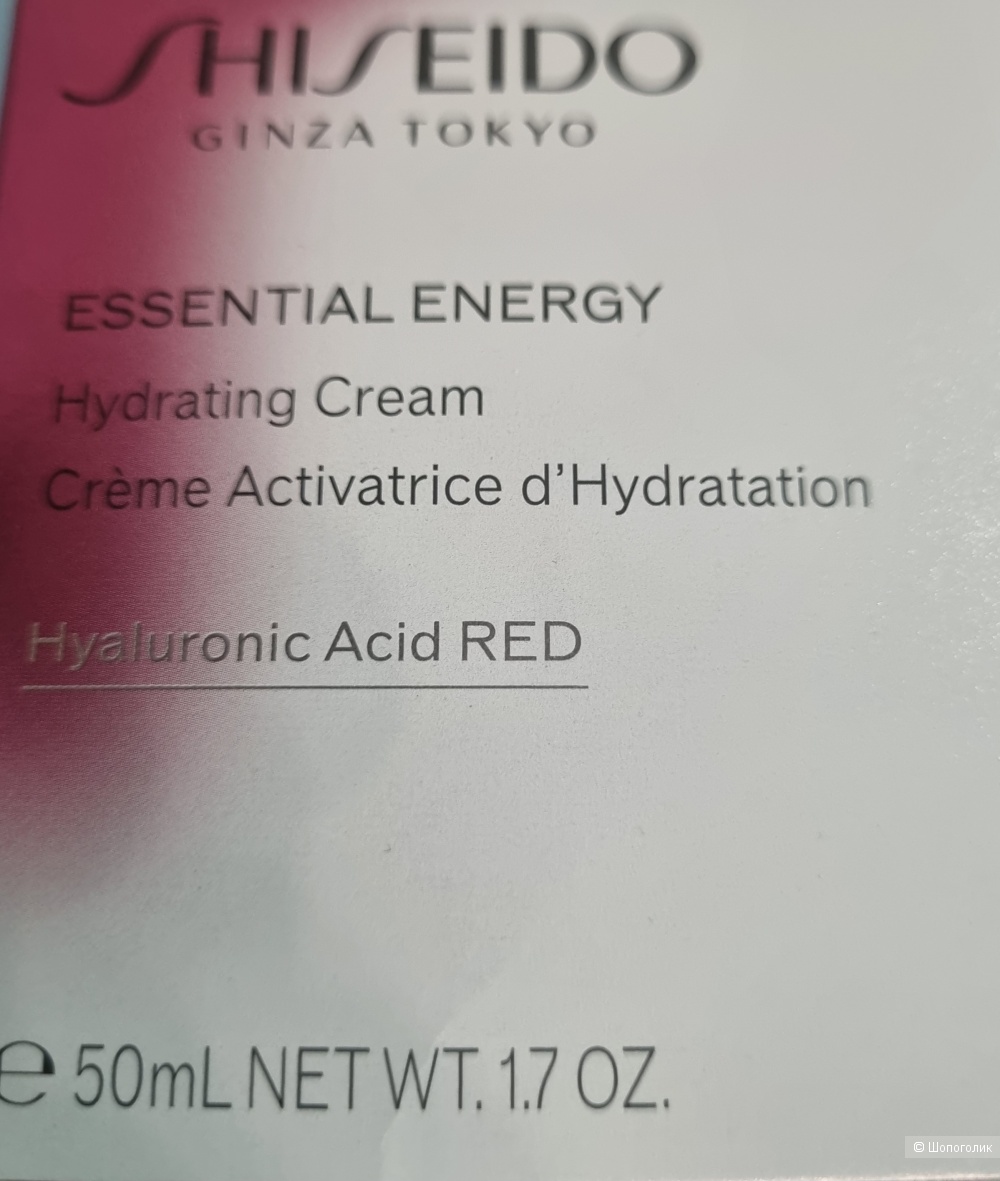 SHISEIDO
GINZA TOKYO
ESSENTIAL ENERGY
Hydrating Cream
Crème Activatrice d'Hydratation
Hyaluronic Acid RED
℮ 50mL NET WT. 1.7 OZ.
© Шопоголик